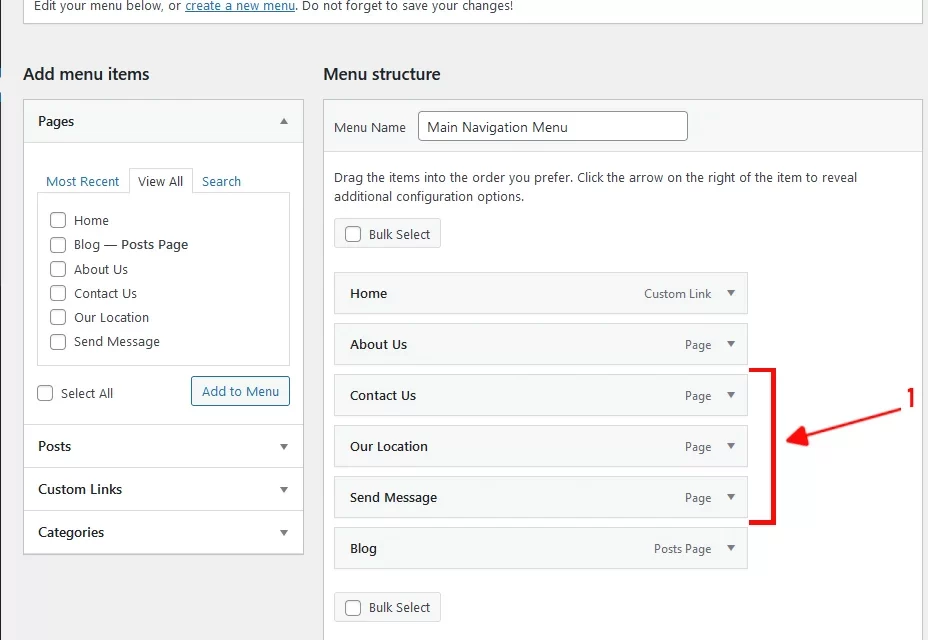 Edit your menu below, or create a new menu. Do not forget to save your changes!
Add menu items
Menu structure
Pages
Most Recent
View All
Search
Home
Blog — Posts Page
About Us
Contact Us
Our Location
Send Message
Select All
Add to Menu
Posts
Custom Links
Categories
Menu Name
Main Navigation Menu
Drag the items into the order you prefer. Click the arrow on the right of the item to reveal
additional configuration options.
Bulk Select
Home Custom Link
About Us Page
Contact Us Page
Our Location Page
Send Message Page
Blog Posts Page
Bulk Select
1